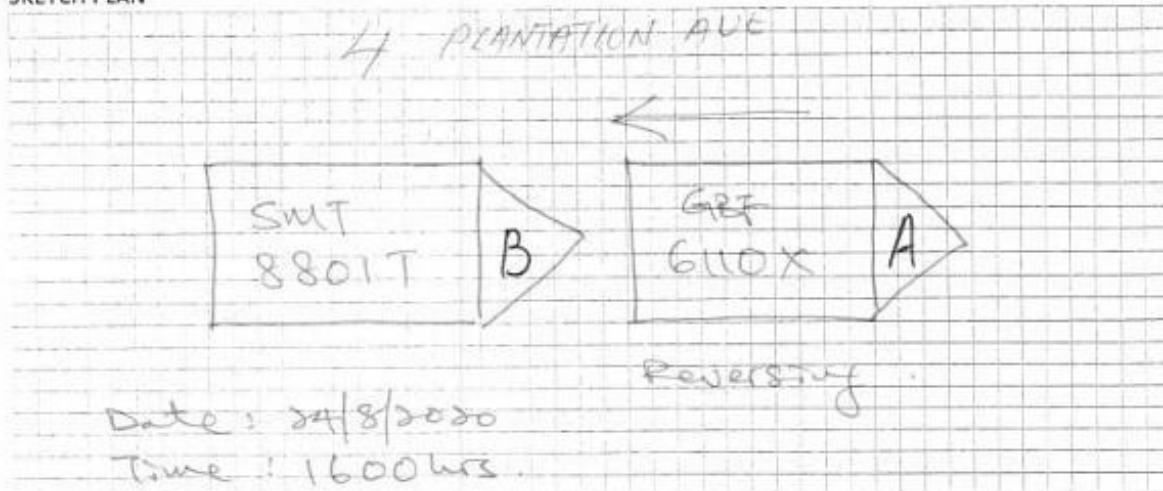 SKETCH PLAN
4 PLANTATION AVE
SMT
8801T
B
GBF
6110X
A
Reversing.
Date: 24/8/2020
Time: 1600hrs.